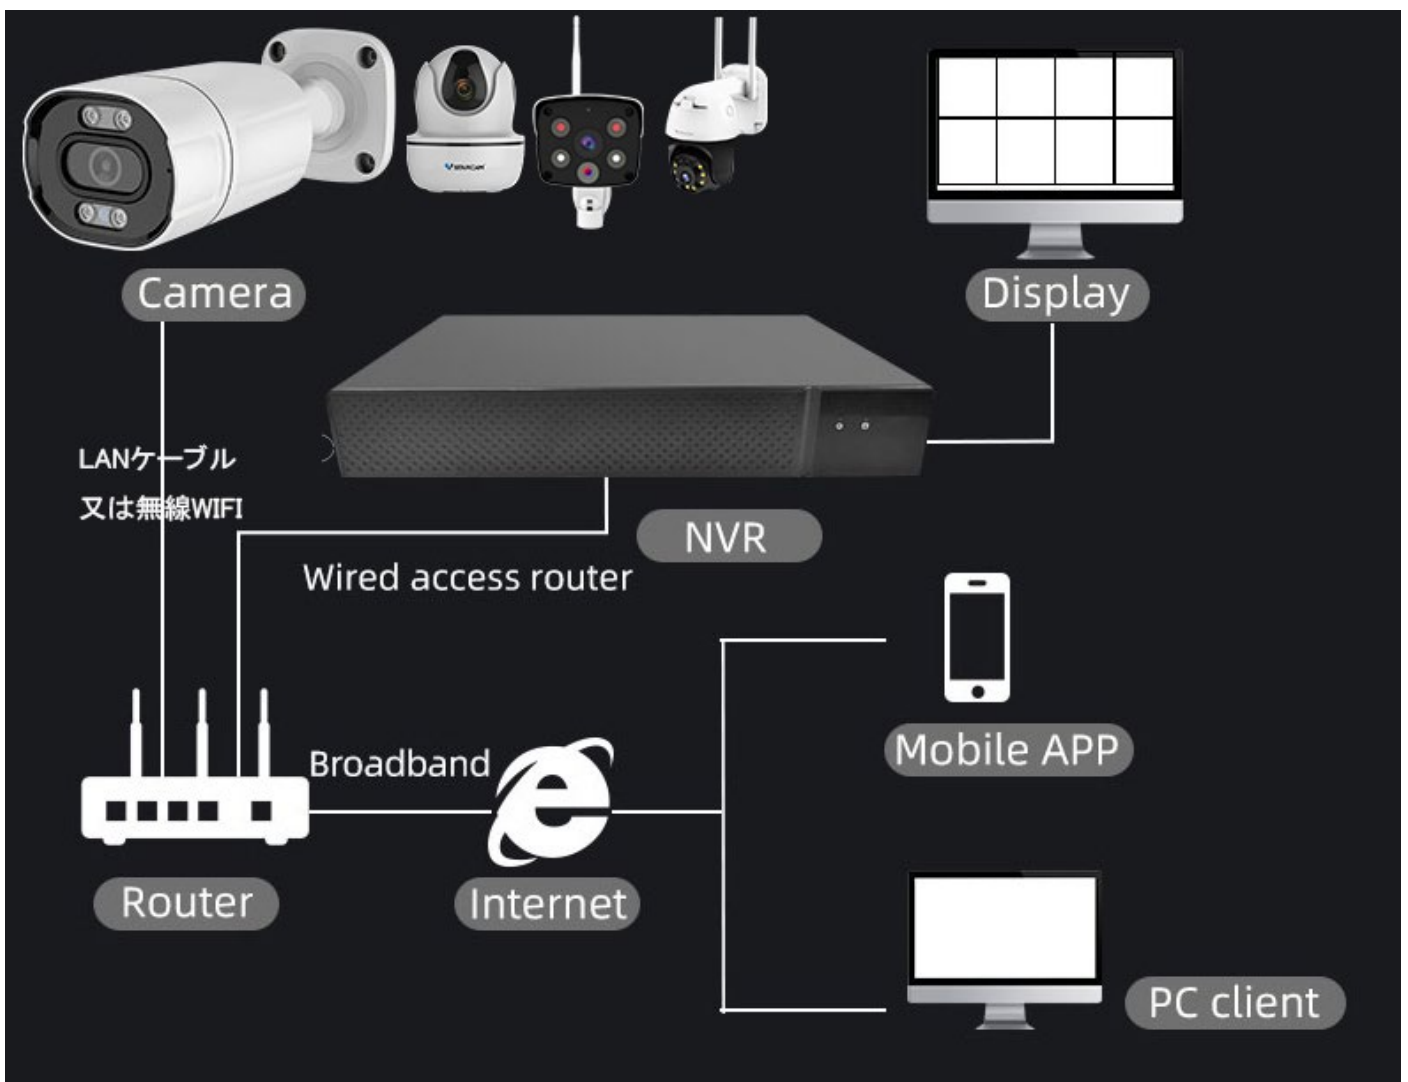 VSTARCAM
Camera
Display
LANケーブル
又は無線WIFI
NVR
Wired access router
Mobile APP
Broadband
Router
Internet
PC client